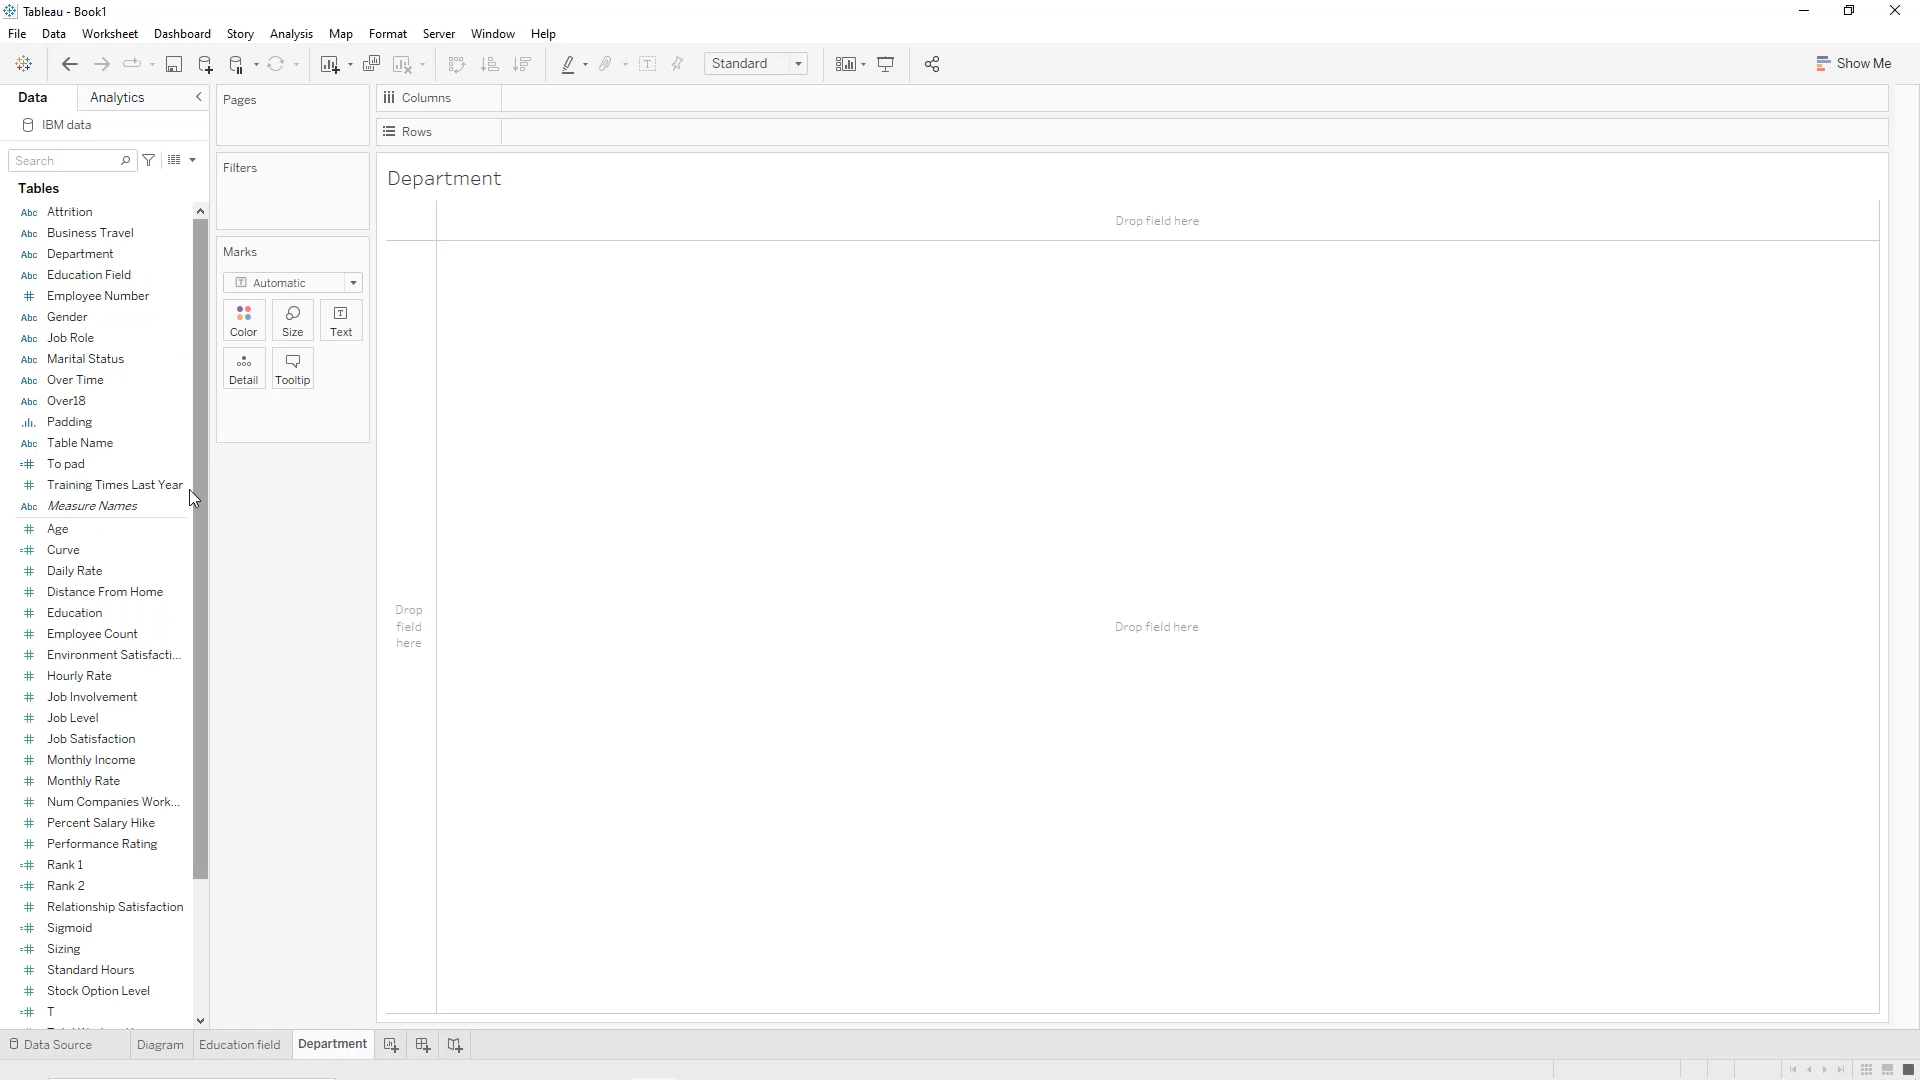 Tableau - Book1
File Data Worksheet Dashboard Story Analysis Map Format Server Window Help
Standard
Show Me
Data Analytics
IBM data
Search
Tables
Abc Attrition
Abc Business Travel
Abc Department
Abc Education Field
# Employee Number
Abc Gender
Abc Job Role
Abc Marital Status
Abc Over Time
Abc Over18
Padding
Abc Table Name
=# To pad
# Training Times Last Year
Abc Measure Names
# Age
=# Curve
# Daily Rate
# Distance From Home
# Education
# Employee Count
# Environment Satisfacti...
# Hourly Rate
# Job Involvement
# Job Level
# Job Satisfaction
# Monthly Income
# Monthly Rate
# Num Companies Work...
# Percent Salary Hike
# Performance Rating
=# Rank 1
=# Rank 2
# Relationship Satisfaction
=# Sigmoid
=# Sizing
# Standard Hours
# Stock Option Level
=# T
Pages
Filters
Marks
T Automatic
Color Size T Text
Detail Tooltip
Columns
Rows
Department
Drop field here
Drop
field
here
Drop field here
Data Source Diagram Education field Department